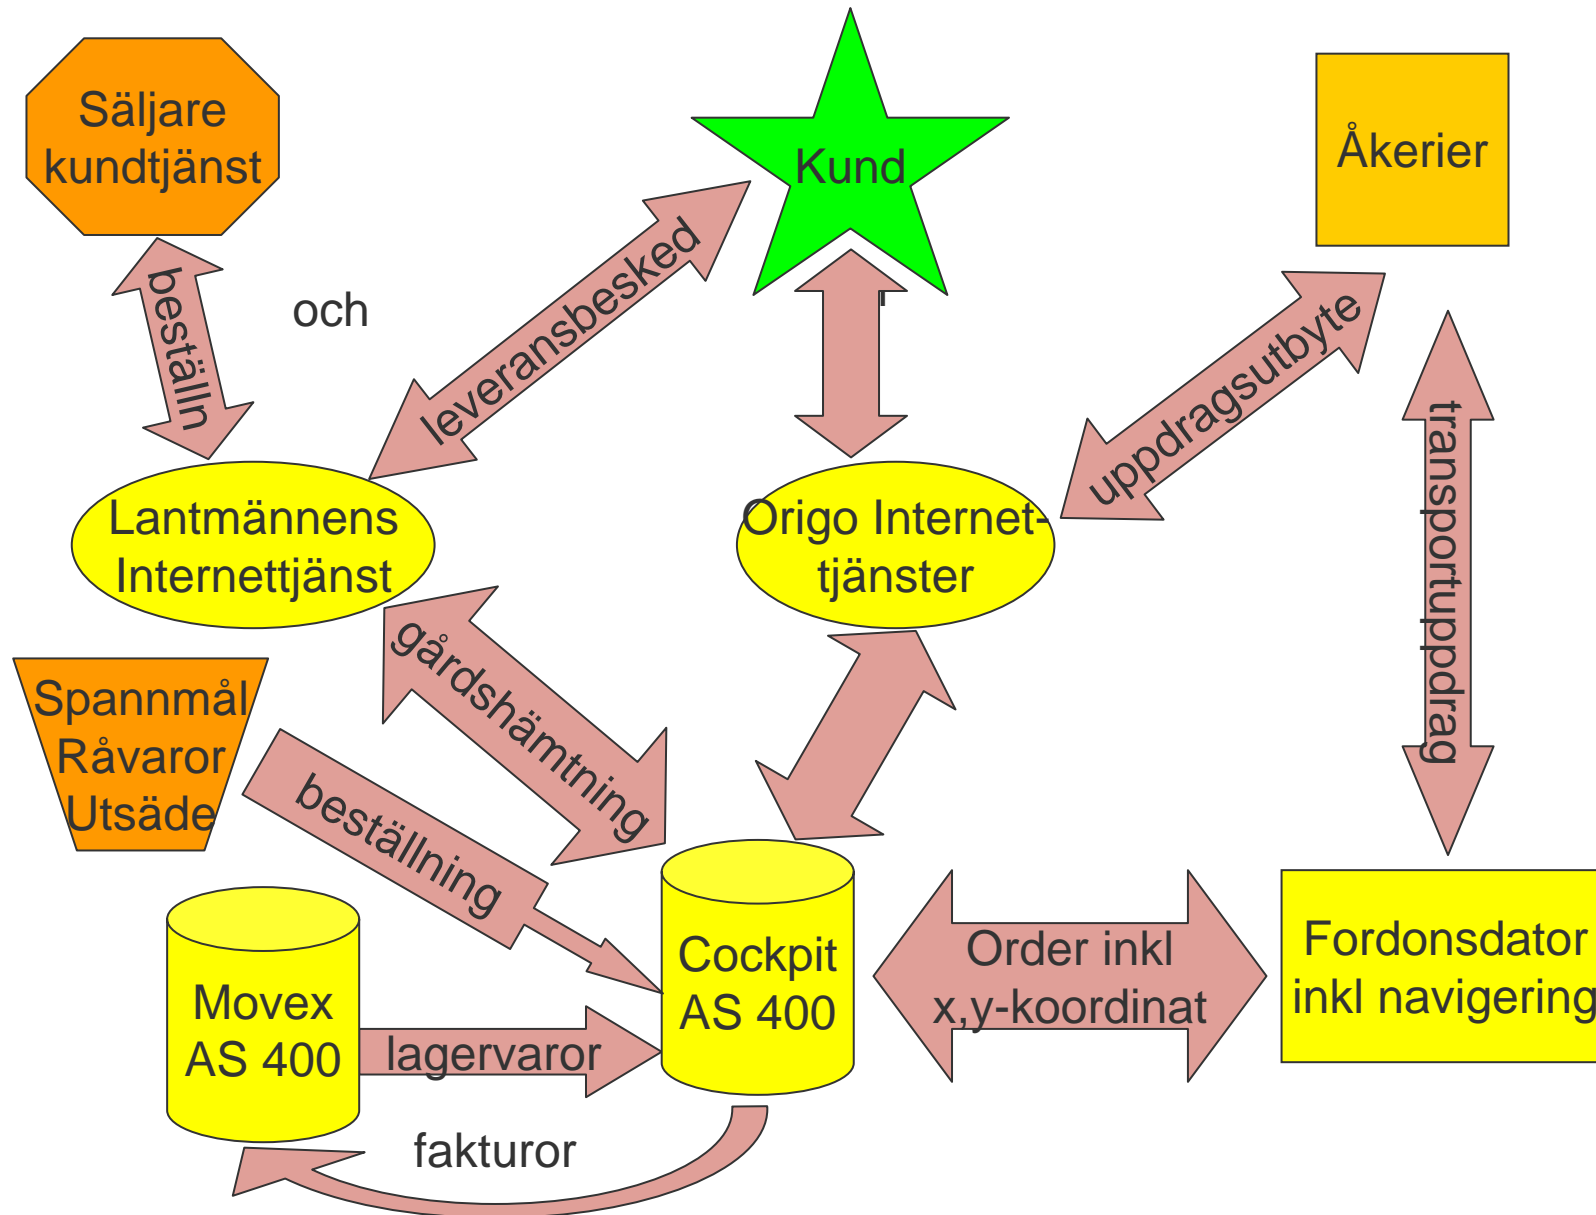 Säljare
kundtjänst
Kund
Åkerier
beställn
och
leveransbesked
uppdragsutbyte
transportuppdrag
Lantmännens
Internettjänst
Origo Internet-
tjänster
gårdshämtning
Spannmål
Råvaror
Utsäde
beställning
Movex
AS 400
lagervaror
Cockpit
AS 400
Order inkl
x,y-koordinat
Fordonsdator
inkl navigering
fakturor